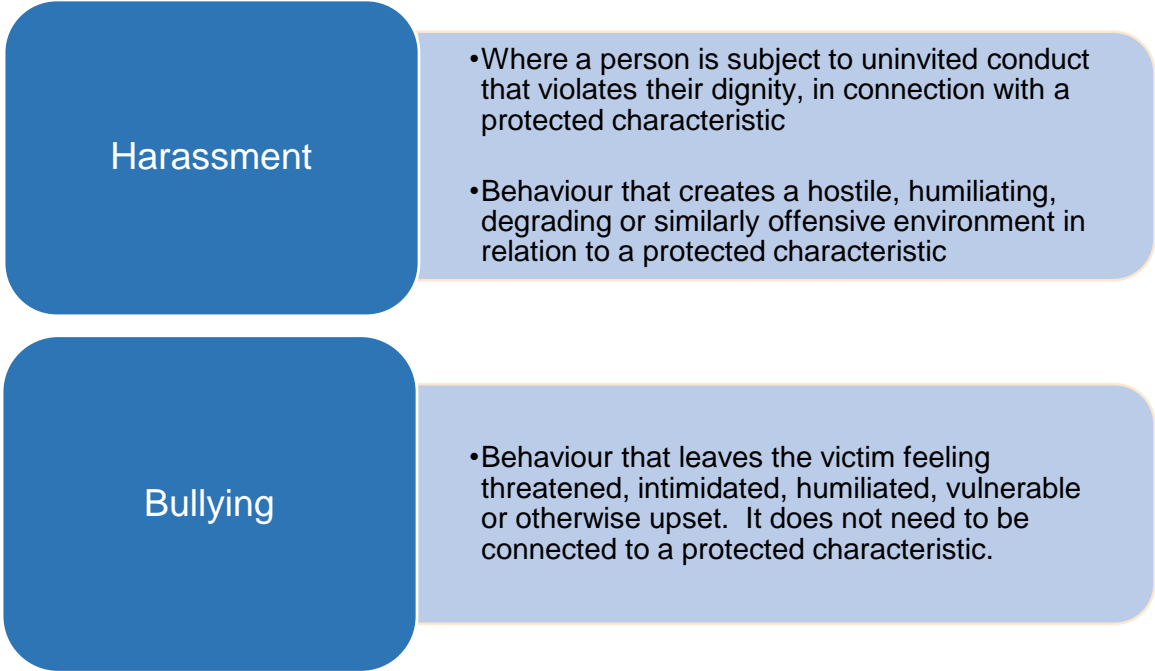 Harassment
•Where a person is subject to uninvited conduct
that violates their dignity, in connection with a
protected characteristic
•Behaviour that creates a hostile, humiliating,
degrading or similarly offensive environment in
relation to a protected characteristic
Bullying
•Behaviour that leaves the victim feeling
threatened, intimidated, humiliated, vulnerable
or otherwise upset.  It does not need to be
connected to a protected characteristic.